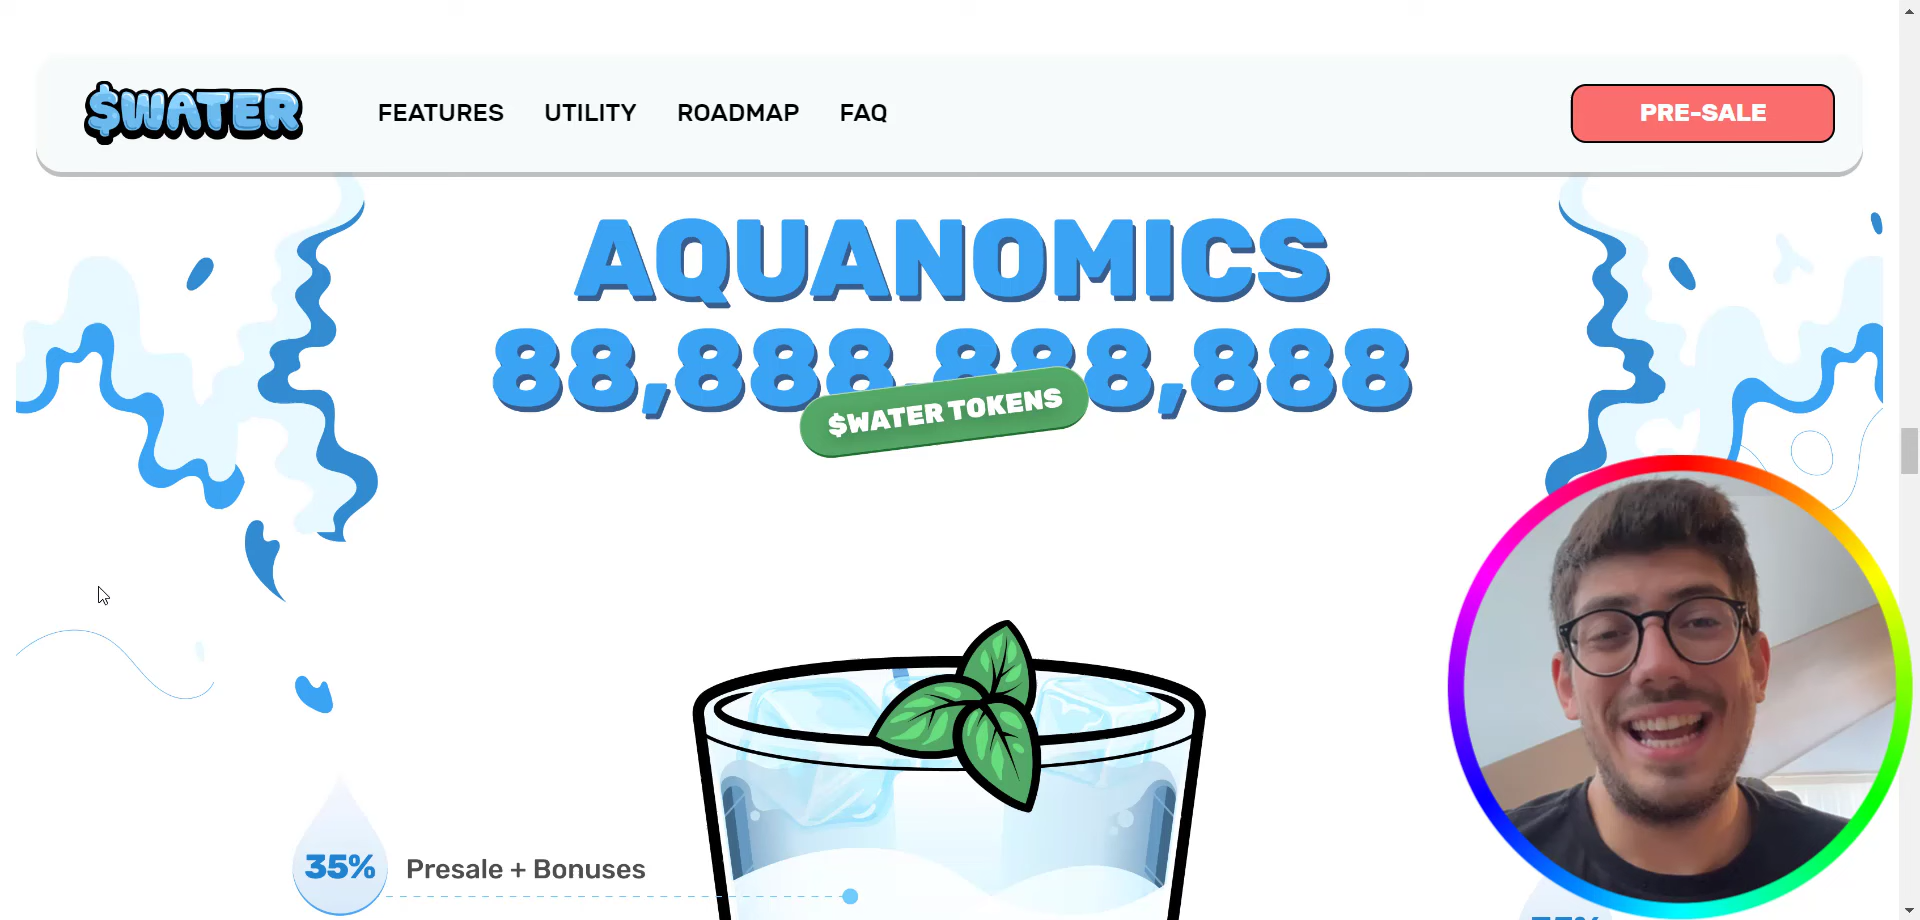 $WATER
FEATURES
UTILITY
ROADMAP
FAQ
PRE-SALE
AQUANOMICS
88,888,888,888
$WATER TOKENS
35%
Presale + Bonuses